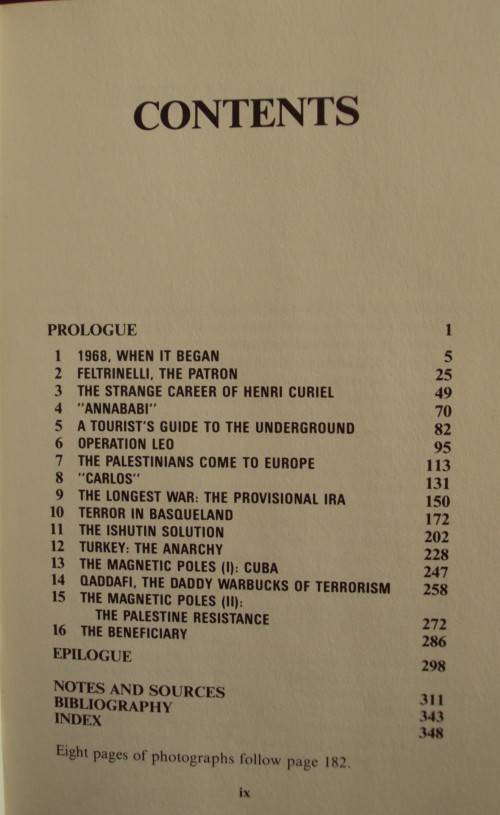 CONTENTS
PROLOGUE 1
1 1968, WHEN IT BEGAN 5
2 FELTRINELLI, THE PATRON 25
3 THE STRANGE CAREER OF HENRI CURIEL 49
4 "ANNABABI" 70
5 A TOURIST'S GUIDE TO THE UNDERGROUND 82
6 OPERATION LEO 95
7 THE PALESTINIANS COME TO EUROPE 113
8 "CARLOS" 131
9 THE LONGEST WAR: THE PROVISIONAL IRA 150
10 TERROR IN BASQUELAND 172
11 THE ISHUTIN SOLUTION 202
12 TURKEY: THE ANARCHY 228
13 THE MAGNETIC POLES (I): CUBA 247
14 QADDAFI, THE DADDY WARBUCKS OF TERRORISM 258
15 THE MAGNETIC POLES (II):
THE PALESTINE RESISTANCE 272
16 THE BENEFICIARY 286
EPILOGUE 298
NOTES AND SOURCES 311
BIBLIOGRAPHY 343
INDEX 348
Eight pages of photographs follow page 182.
ix